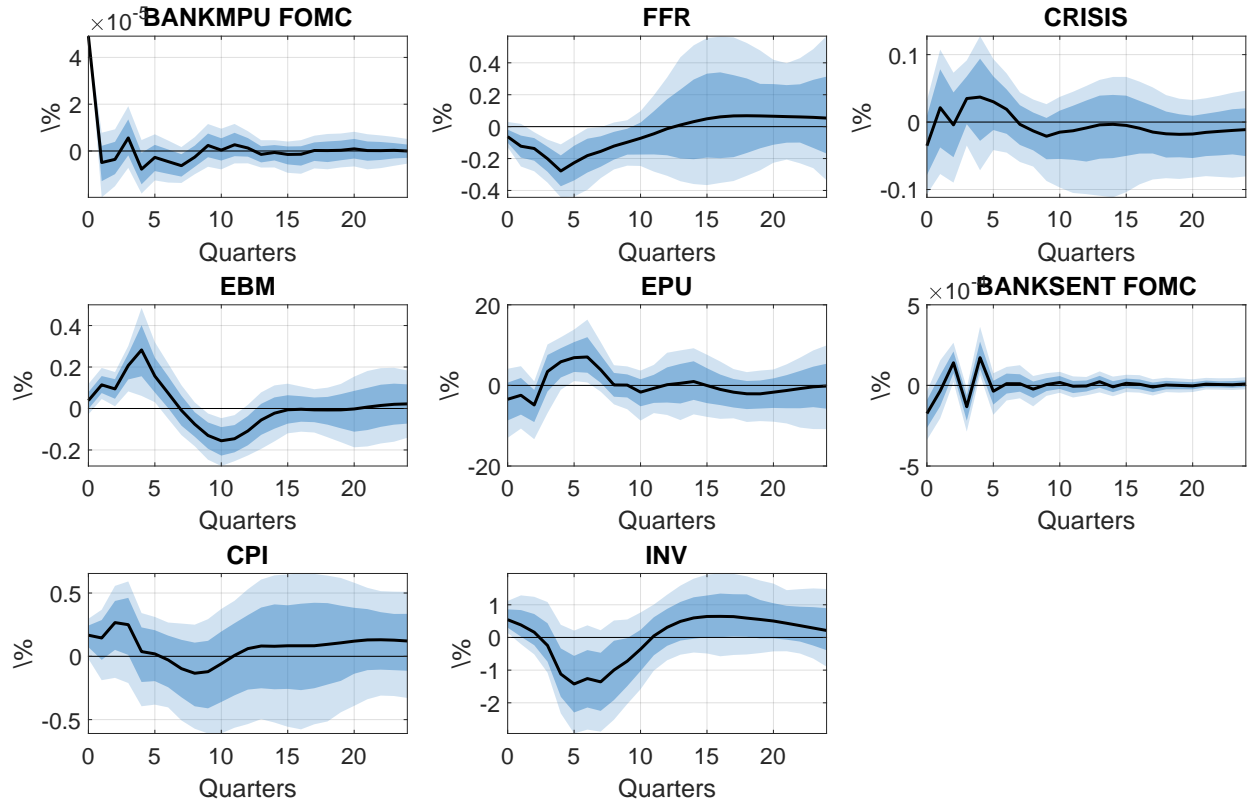 ×10⁻⁵
BANKMPU FOMC
4
2
0
\%
0 5 10 15 20
Quarters
FFR
0.4
0.2
0
-0.2
-0.4
\%
0 5 10 15 20
Quarters
CRISIS
0.1
0
-0.1
\%
0 5 10 15 20
Quarters
EBM
0.4
0.2
0
-0.2
\%
0 5 10 15 20
Quarters
EPU
20
0
-20
\%
0 5 10 15 20
Quarters
BANKSENT FOMC
5
0
-5
\%
0 5 10 15 20
Quarters
CPI
0.5
0
-0.5
\%
0 5 10 15 20
Quarters
INV
1
0
-1
-2
\%
0 5 10 15 20
Quarters